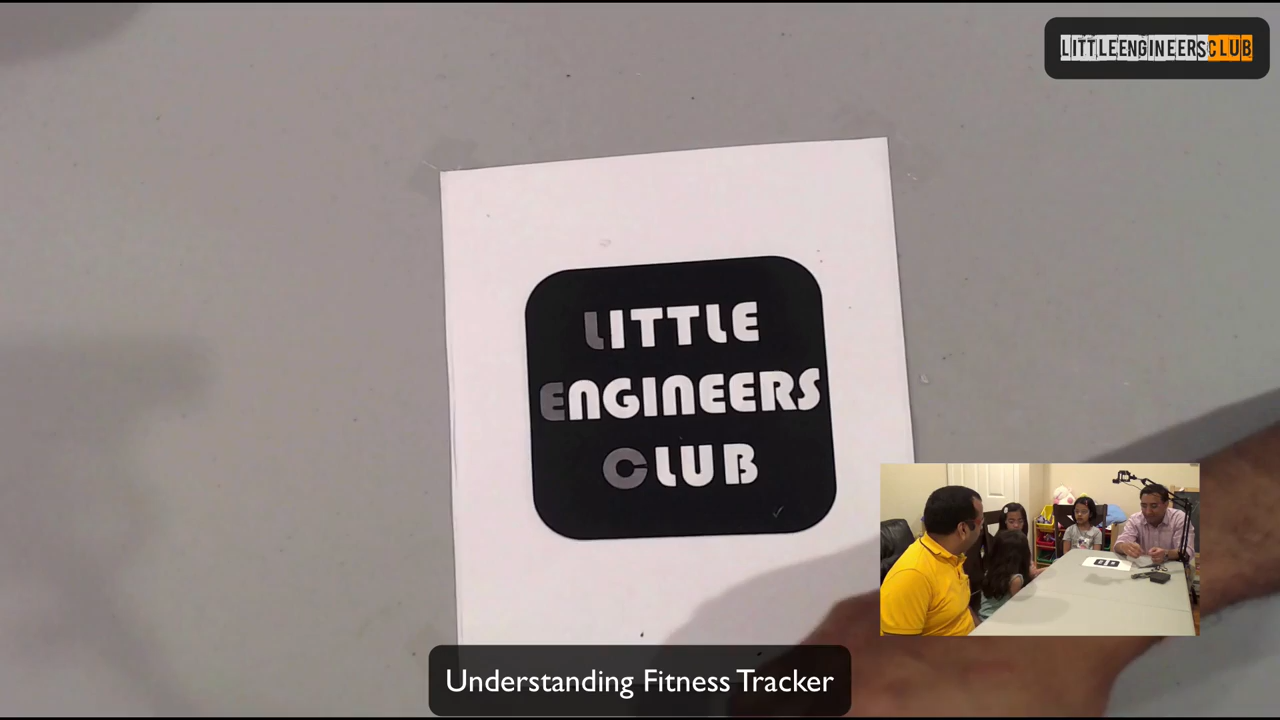 LITTLEENGINEERSCLUB
LITTLE
ENGINEERS
CLUB
Understanding Fitness Tracker